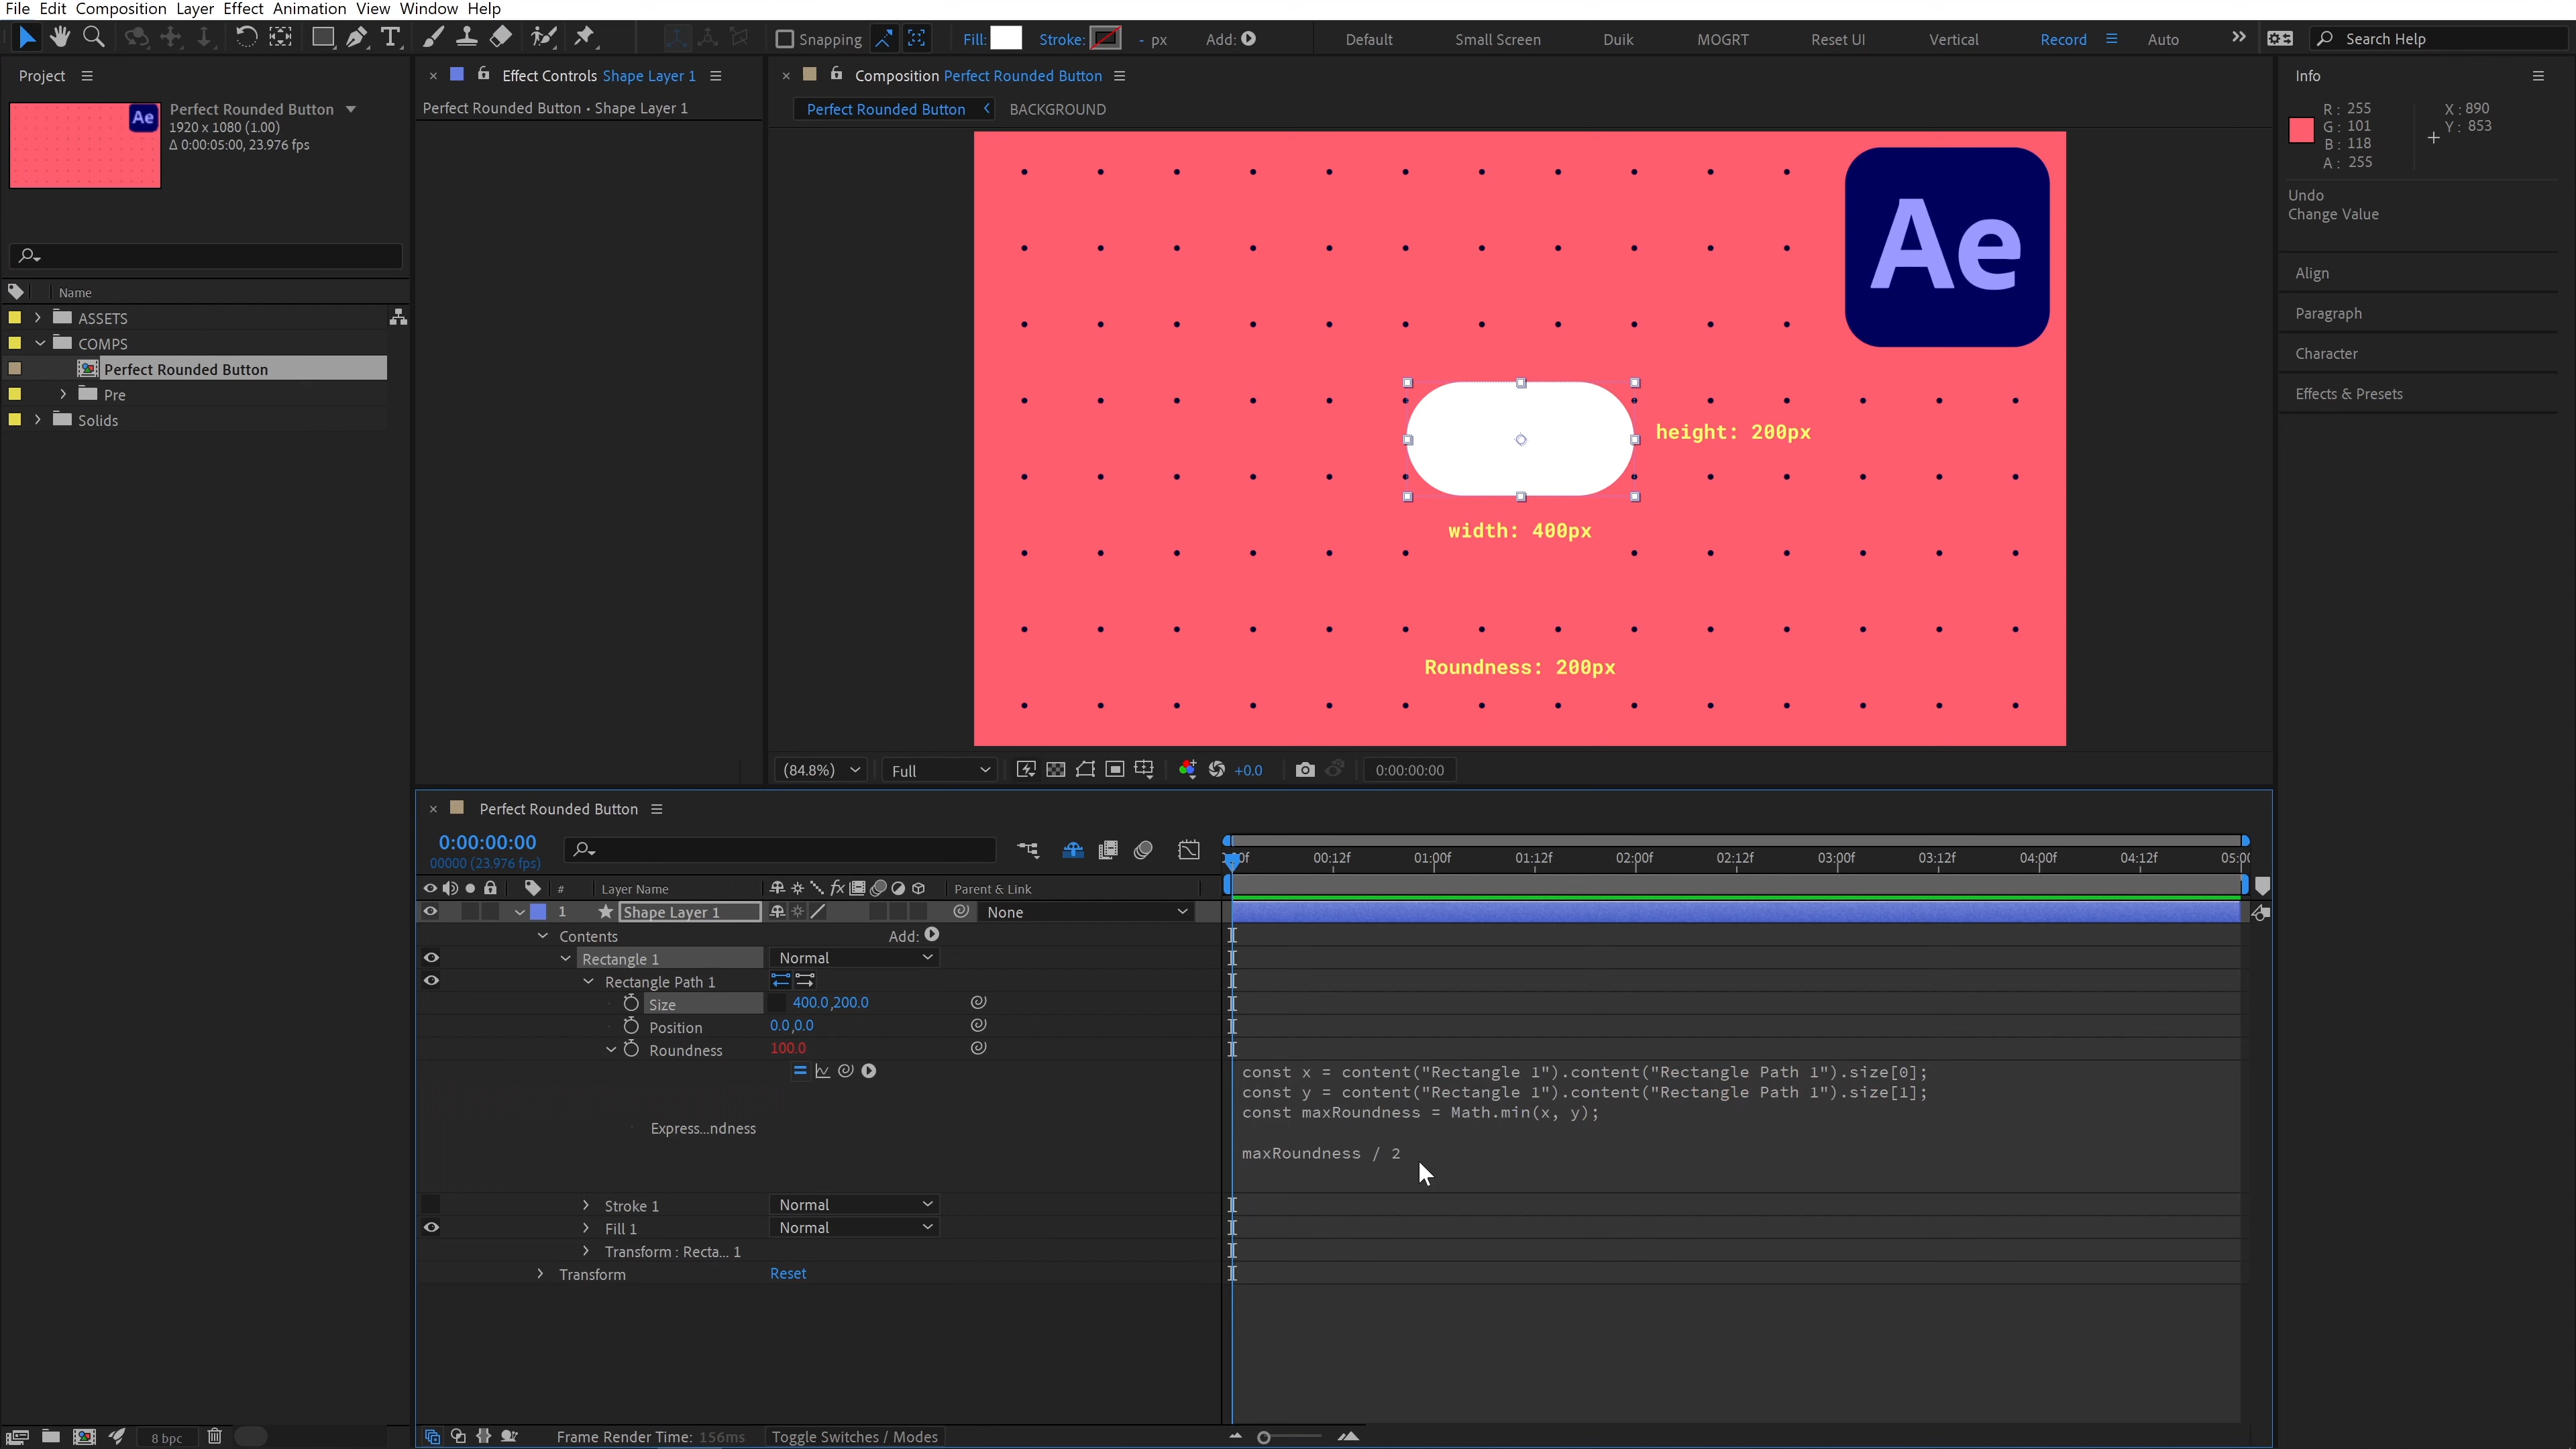 File Edit Composition Layer Effect Animation View Window Help
Snapping Fill: Stroke: - px Add: Default Small Screen Duik MOGRT Reset UI Vertical Record Auto Search Help
Project
Perfect Rounded Button
1920 x 1080 (1.00)
Δ 0:00:05:00, 23.976 fps
Name
ASSETS
COMPS
Perfect Rounded Button
Pre
Solids
8 bpc
Effect Controls Shape Layer 1
Perfect Rounded Button • Shape Layer 1
Composition Perfect Rounded Button
Perfect Rounded Button BACKGROUND
Ae
Ae
height: 200px
width: 400px
Roundness: 200px
(84.8%) Full +0.0 0:00:00:00
Info
R: 255
G: 101
B: 118
A: 255
X: 890
Y: 853
Undo
Change Value
Align
Paragraph
Character
Effects & Presets
Perfect Rounded Button
0:00:00:00
00000 (23.976 fps)
00:12f 01:00f 01:12f 02:00f 02:12f 03:00f 03:12f 04:00f 04:12f
# Layer Name Parent & Link
1 Shape Layer 1 None
Contents Add:
Rectangle 1 Normal
Rectangle Path 1
Size 400.0,200.0
Position 0.0,0.0
Roundness 100.0
Express...ndness
const x = content("Rectangle 1").content("Rectangle Path 1").size[0];
const y = content("Rectangle 1").content("Rectangle Path 1").size[1];
const maxRoundness = Math.min(x, y);
maxRoundness / 2
Stroke 1 Normal
Fill 1 Normal
Transform : Recta... 1
Transform Reset
Frame Render Time: 156ms Toggle Switches / Modes